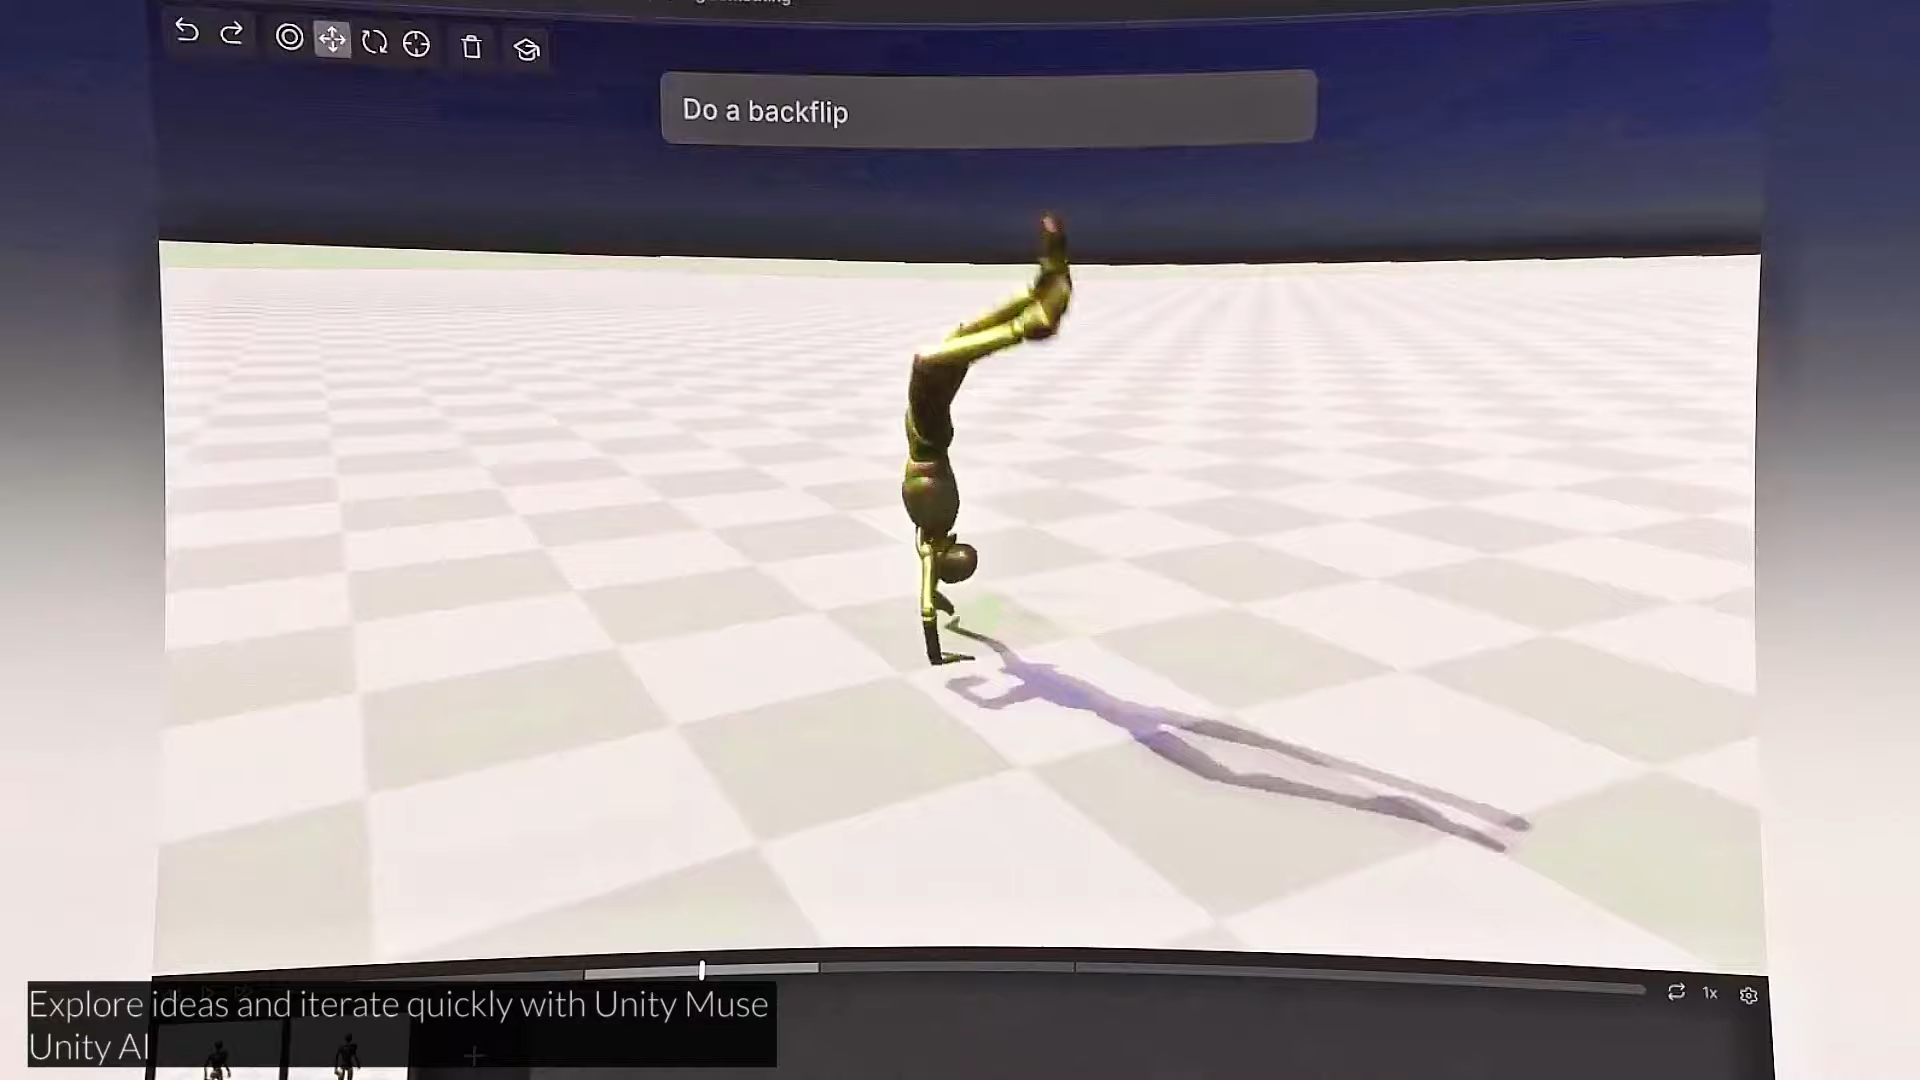 Do a backflip
1x
Explore ideas and iterate quickly with Unity Muse
Unity AI